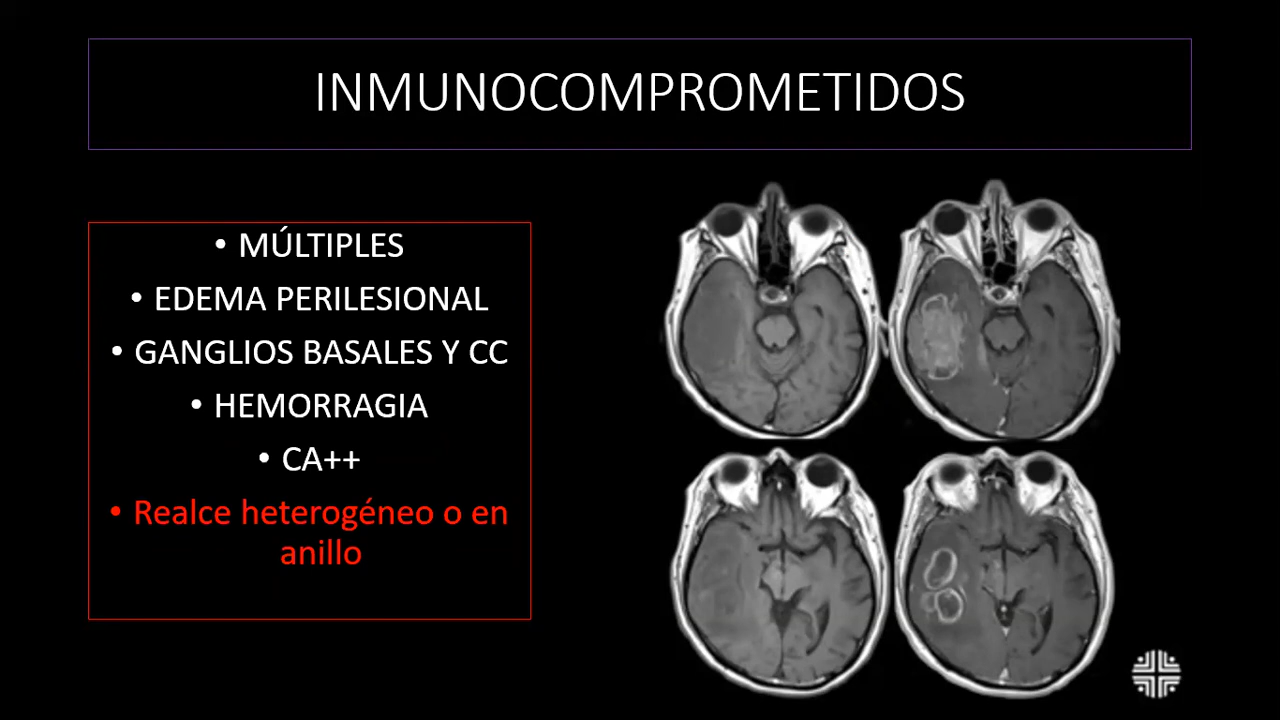 INMUNOCOMPROMETIDOS
• MÚLTIPLES
• EDEMA PERILESIONAL
• GANGLIOS BASALES Y CC
• HEMORRAGIA
• CA++
• Realce heterogéneo o en
anillo